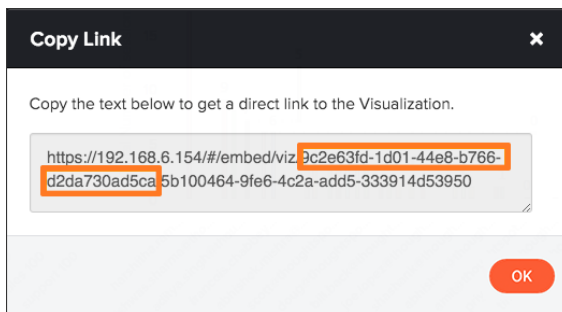 Copy Link ×
Copy the text below to get a direct link to the Visualization.
https://192.168.6.154/#/embed/viz/9c2e63fd-1d01-44e8-b766-
d2da730ad5ca/5b100464-9fe6-4c2a-add5-333914d53950
OK